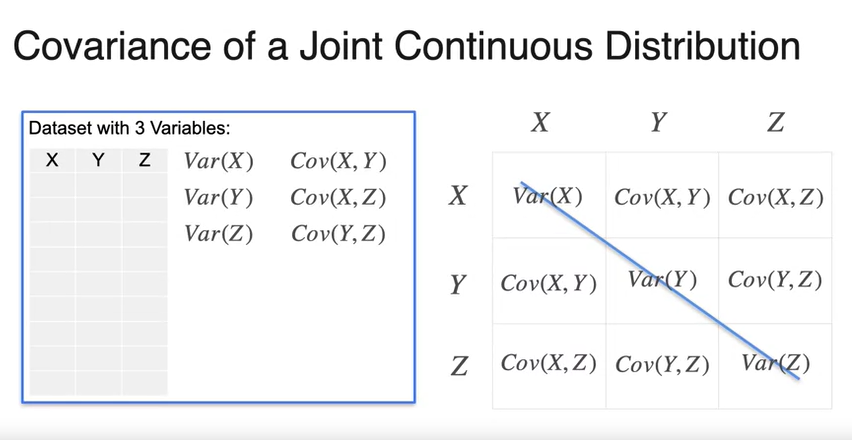 Covariance of a Joint Continuous Distribution
Dataset with 3 Variables:
X Y Z
Var(X) Cov(X,Y)
Var(Y) Cov(X,Z)
Var(Z) Cov(Y,Z)
X Y Z
X Var(X) Cov(X,Y) Cov(X,Z)
Y Cov(X,Y) Var(Y) Cov(Y,Z)
Z Cov(X,Z) Cov(Y,Z) Var(Z)